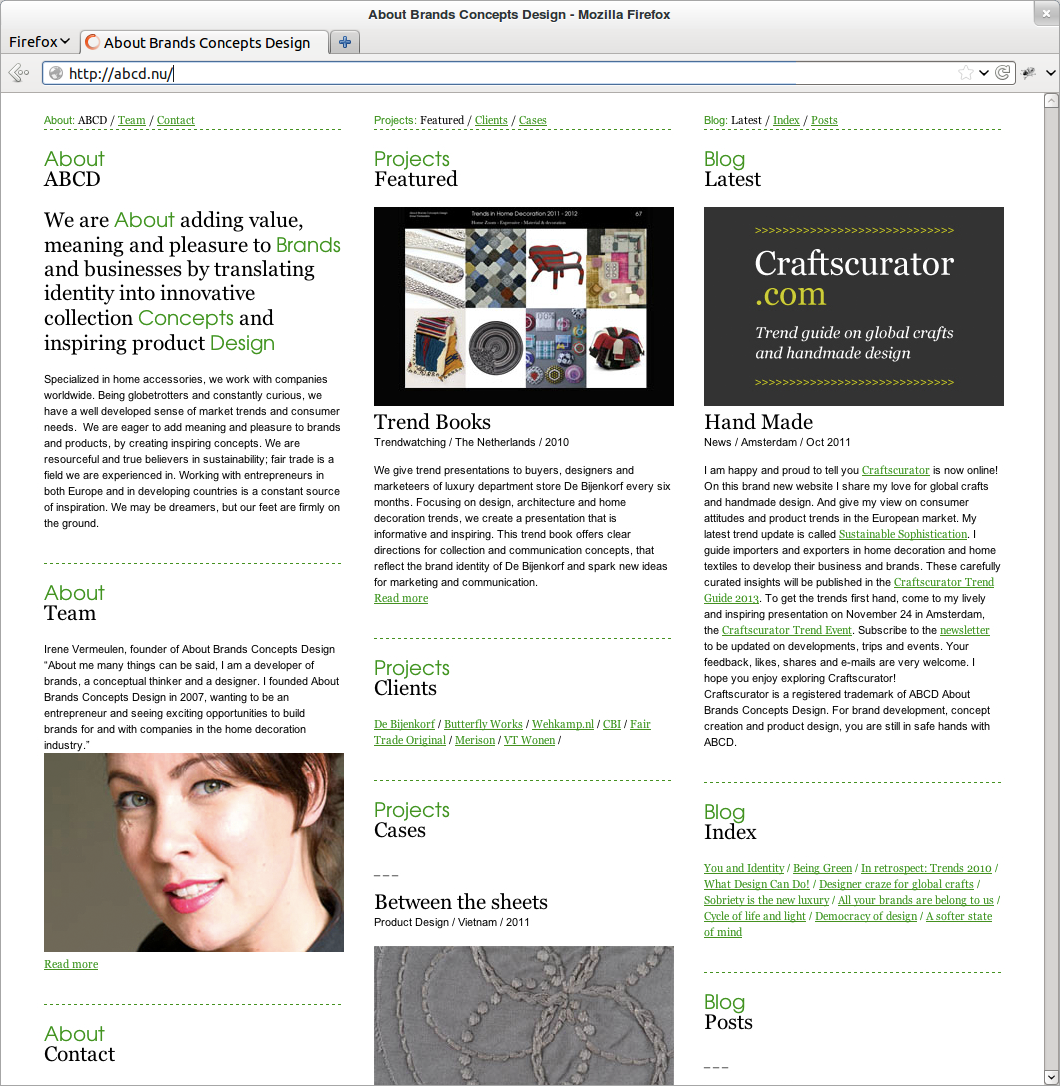 About Brands Concepts Design - Mozilla Firefox
Firefox
About Brands Concepts Design
http://abcd.nu/
About: ABCD / Team / Contact
About
ABCD
We are About adding value,
meaning and pleasure to Brands
and businesses by translating
identity into innovative
collection Concepts and
inspiring product Design
Specialized in home accessories, we work with companies
worldwide. Being globetrotters and constantly curious, we
have a well developed sense of market trends and consumer
needs.  We are eager to add meaning and pleasure to brands
and products, by creating inspiring concepts. We are
resourceful and true believers in sustainability; fair trade is a
field we are experienced in. Working with entrepreneurs in
both Europe and in developing countries is a constant source
of inspiration. We may be dreamers, but our feet are firmly on
the ground.
About
Team
Irene Vermeulen, founder of About Brands Concepts Design
“About me many things can be said, I am a developer of
brands, a conceptual thinker and a designer. I founded About
Brands Concepts Design in 2007, wanting to be an
entrepreneur and seeing exciting opportunities to build
brands for and with companies in the home decoration
industry.”
Read more
About
Contact
Projects: Featured / Clients / Cases
Projects
Featured
Trends in Home Decoration 2011 - 2012
67
Trend Books
Trendwatching / The Netherlands / 2010
We give trend presentations to buyers, designers and
marketeers of luxury department store De Bijenkorf every six
months. Focusing on design, architecture and home
decoration trends, we create a presentation that is
informative and inspiring. This trend book offers clear
directions for collection and communication concepts, that
reflect the brand identity of De Bijenkorf and spark new ideas
for marketing and communication.
Read more
Projects
Clients
De Bijenkorf / Butterfly Works / Wehkamp.nl / CBI / Fair
Trade Original / Merison / VT Wonen /
Projects
Cases
_ _ _
Between the sheets
Product Design / Vietnam / 2011
Blog: Latest / Index / Posts
Blog
Latest
>>>>>>>>>>>>>>>>>>>>>>>>>>>>>
Craftscurator
.com
Trend guide on global crafts
and handmade design
>>>>>>>>>>>>>>>>>>>>>>>>>>>>>
Hand Made
News / Amsterdam / Oct 2011
I am happy and proud to tell you Craftscurator is now online!
On this brand new website I share my love for global crafts
and handmade design. And give my view on consumer
attitudes and product trends in the European market. My
latest trend update is called Sustainable Sophistication. I
guide importers and exporters in home decoration and home
textiles to develop their business and brands. These carefully
curated insights will be published in the Craftscurator Trend
Guide 2013. To get the trends first hand, come to my lively
and inspiring presentation on November 24 in Amsterdam,
the Craftscurator Trend Event. Subscribe to the newsletter
to be updated on developments, trips and events. Your
feedback, likes, shares and e-mails are very welcome. I
hope you enjoy exploring Craftscurator!
Craftscurator is a registered trademark of ABCD About
Brands Concepts Design. For brand development, concept
creation and product design, you are still in safe hands with
ABCD.
Blog
Index
You and Identity / Being Green / In retrospect: Trends 2010 /
What Design Can Do! / Designer craze for global crafts /
Sobriety is the new luxury / All your brands are belong to us /
Cycle of life and light / Democracy of design / A softer state
of mind
Blog
Posts
_ _ _